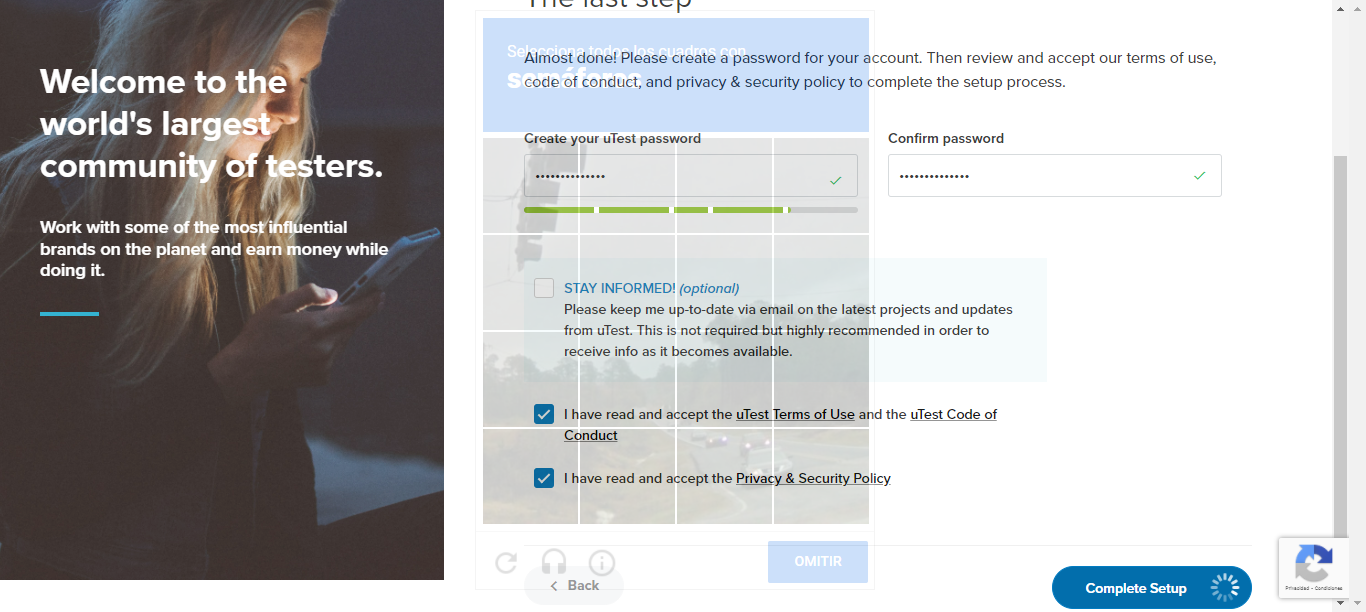 The last step
Welcome to the
world's largest
community of testers.
Work with some of the most influential
brands on the planet and earn money while
doing it.
Selecciona todos los cuadros con
semáforos
Almost done! Please create a password for your account. Then review and accept our terms of use,
code of conduct, and privacy & security policy to complete the setup process.
Create your uTest password
Confirm password
STAY INFORMED! (optional)
Please keep me up-to-date via email on the latest projects and updates
from uTest. This is not required but highly recommended in order to
receive info as it becomes available.
I have read and accept the uTest Terms of Use and the uTest Code of
Conduct
I have read and accept the Privacy & Security Policy
OMITIR
Back
Complete Setup
Privacidad - Condiciones